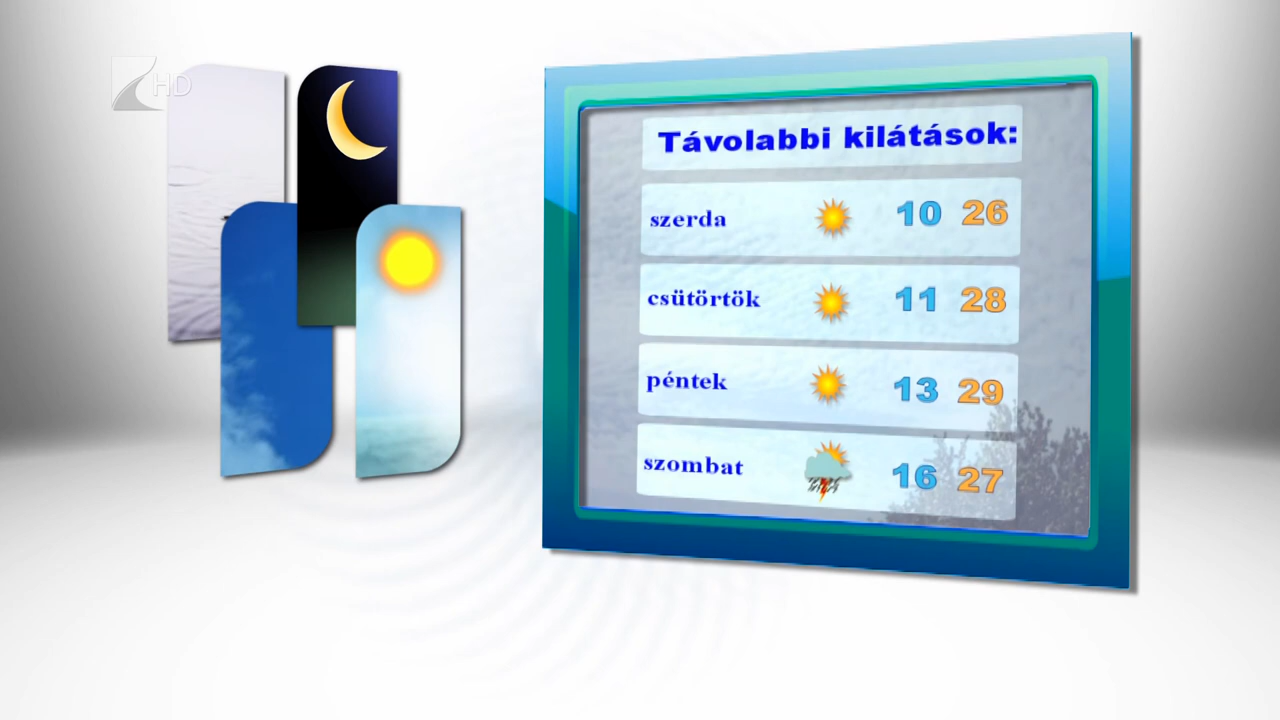 HD
Távolabbi kilátások:
szerda 10 26
csütörtök 11 28
péntek 13 29
szombat 16 27